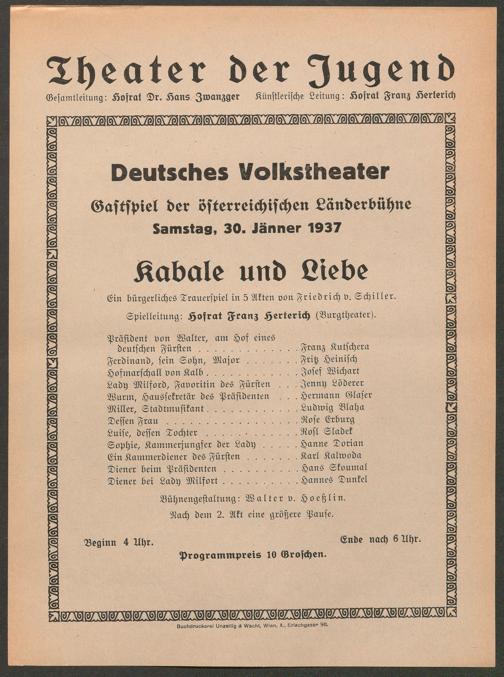 Theater der Jugend
Gesamtleitung: Hofrat Dr. Hans Zwanzger Künstlerische Leitung: Hofrat Franz Herterich
Deutsches Volkstheater
Gastspiel der österreichischen Länderbühne
Samstag, 30. Jänner 1937
Kabale und Liebe
Ein bürgerliches Trauerspiel in 5 Akten von Friedrich v. Schiller.
Spielleitung: Hofrat Franz Herterich (Burgtheater).
Präsident von Walter, am Hof eines
deutschen Fürsten . . . . . . . . . . . . Franz Kutschera
Ferdinand, sein Sohn, Major . . . . . . . Fritz Heinisch
Hofmarschall von Kalb . . . . . . . . . . Josef Wichart
Lady Milford, Favoritin des Fürsten . . . Jenny Löderer
Wurm, Haussekretär des Präsidenten . . . Hermann Glaser
Miller, Stadtmusikant . . . . . . . . . . Ludwig Blaha
Dessen Frau . . . . . . . . . . . . . . . Rose Erburg
Luise, dessen Tochter . . . . . . . . . . Rosl Sladek
Sophie, Kammerjungfer der Lady . . . . . Hanne Dorian
Ein Kammerdiener des Fürsten . . . . . . Karl Kalwoda
Diener beim Präsidenten . . . . . . . . . Hans Skoumal
Diener bei Lady Milfort . . . . . . . . . Hannes Dunkel
Bühnengestaltung: Walter v. Hoeßlin.
Nach dem 2. Akt eine größere Pause.
Beginn 4 Uhr. Ende nach 6 Uhr.
Programmpreis 10 Groschen.
Buchdruckerei Unzeitig & Wacht, Wien, X., Erlachgasse 98.